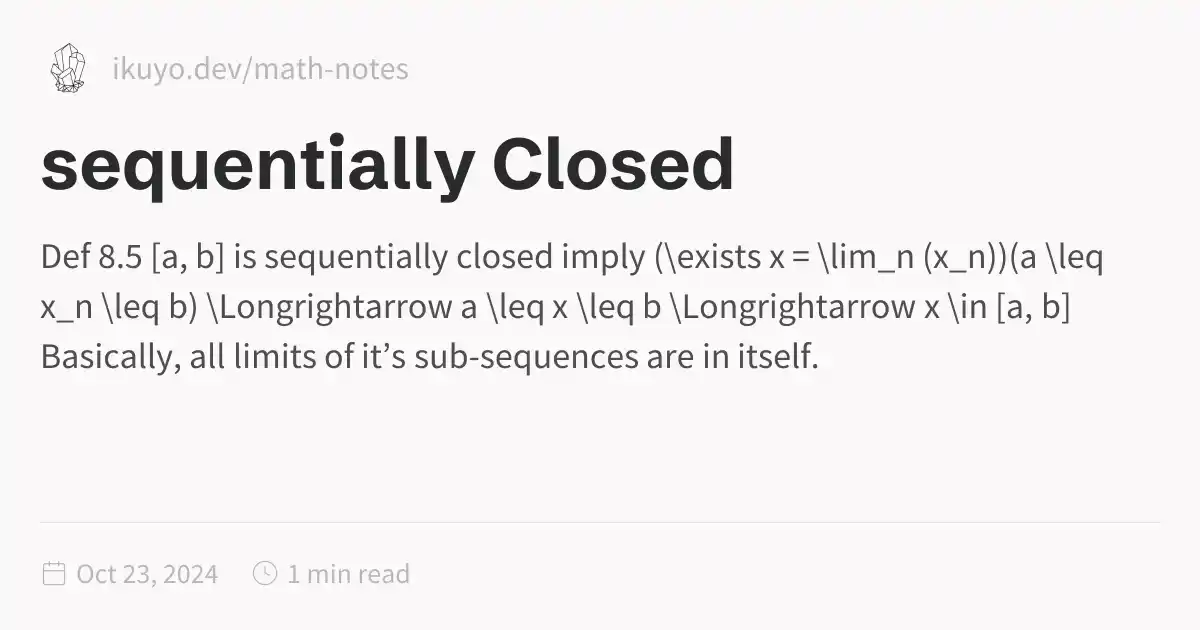 ikuyo.dev/math-notes
sequentially Closed
Def 8.5 [a, b] is sequentially closed imply (\exists x = \lim_n (x_n))(a \leq
x_n \leq b) \Longrightarrow a \leq x \leq b \Longrightarrow x \in [a, b]
Basically, all limits of it’s sub-sequences are in itself.
Oct 23, 2024 1 min read